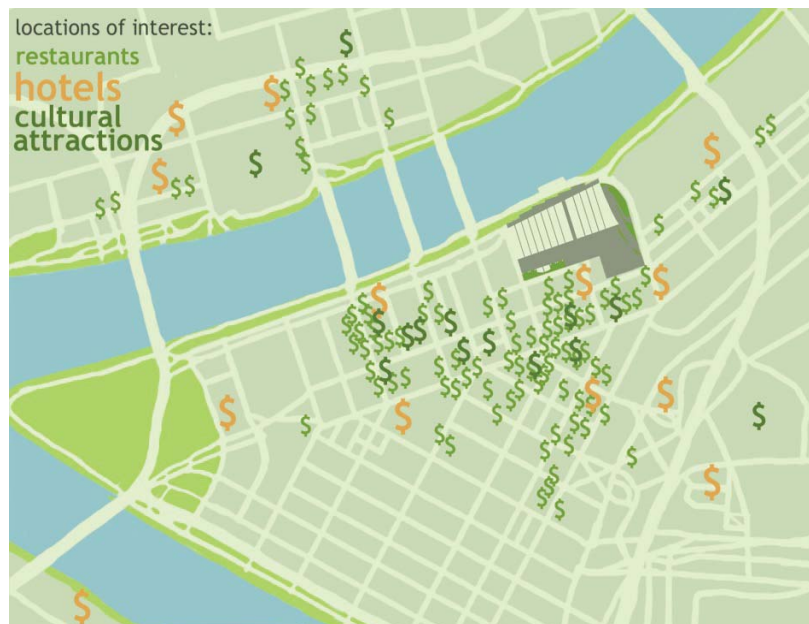 locations of interest:
restaurants
hotels
cultural
attractions